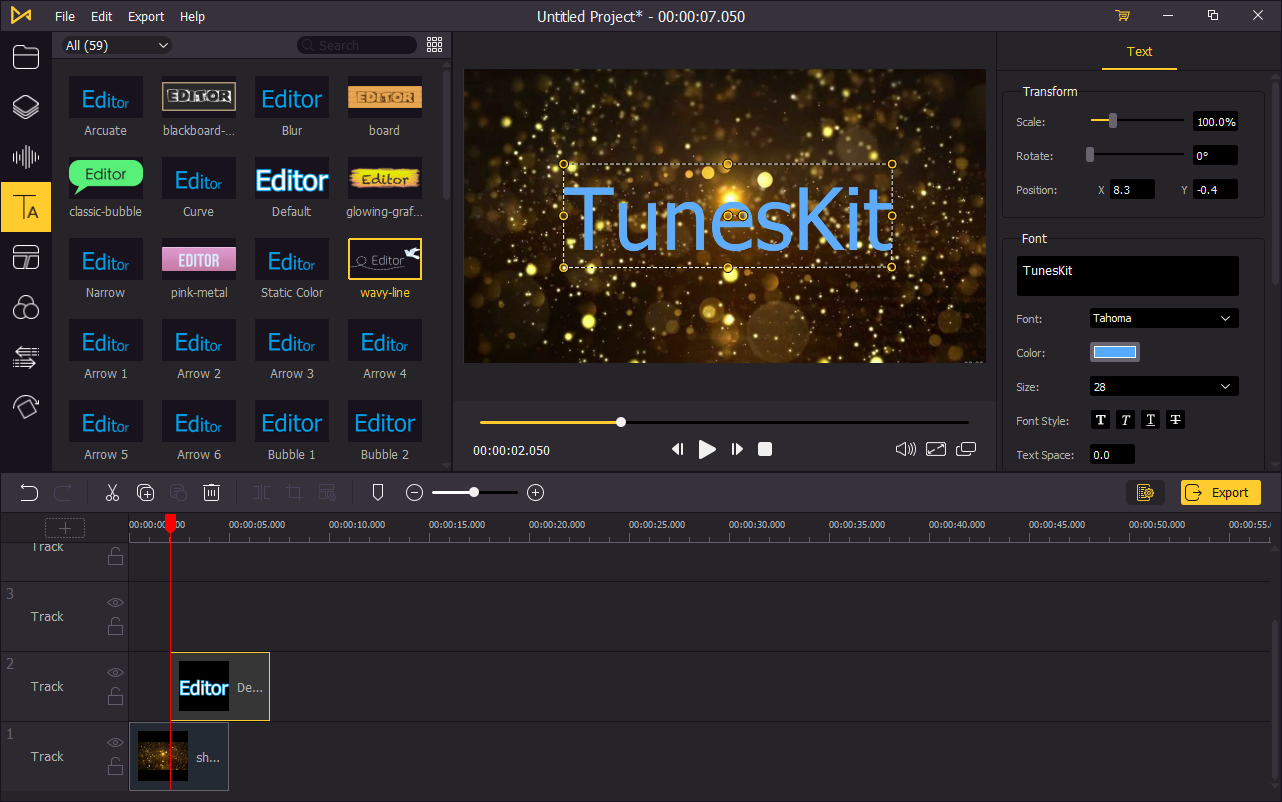 File Edit Export Help
Untitled Project* - 00:00:07.050
All (59)
Search
Text
Editor Editor Editor Editor
Arcuate blackboard-... Blur board
Editor Editor Editor Editor
classic-bubble Curve Default glowing-graf...
Editor EDITOR Editor Editor
Narrow pink-metal Static Color wavy-line
Editor Editor Editor Editor
Arrow 1 Arrow 2 Arrow 3 Arrow 4
Editor Editor Editor Editor
Arrow 5 Arrow 6 Bubble 1 Bubble 2
TunesKit
00:00:02.050
Transform
Scale: 100.0%
Rotate: 0°
Position: X 8.3 Y -0.4
Font
TunesKit
Font: Tahoma
Color:
Size: 28
Font Style: T T T T
Text Space: 0.0
Export
00:00:05.000 00:00:10.000 00:00:15.000 00:00:20.000 00:00:25.000 00:00:30.000 00:00:35.000 00:00:40.000 00:00:45.000 00:00:50.000 00:00:55.
Track
3
Track
2
Track
Editor De...
1
Track
sh...